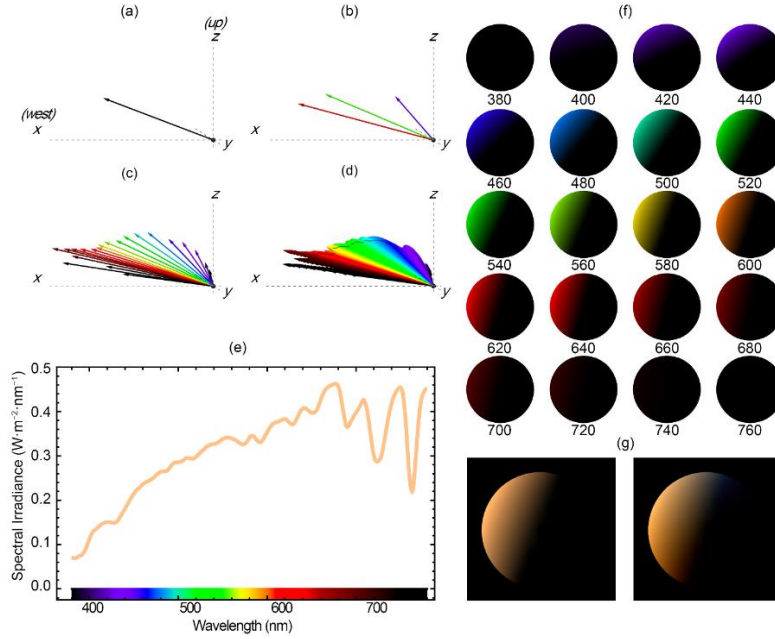 (a)
(up)
z
(west)
x
y
(b)
z
x
y
(c)
z
x
y
(d)
z
x
y
(e)
0.5
0.4
0.3
0.2
0.1
0.0
Spectral Irradiance (W·m⁻²·nm⁻¹)
400 500 600 700
Wavelength (nm)
(f)
380 400 420 440
460 480 500 520
540 560 580 600
620 640 660 680
700 720 740 760
(g)